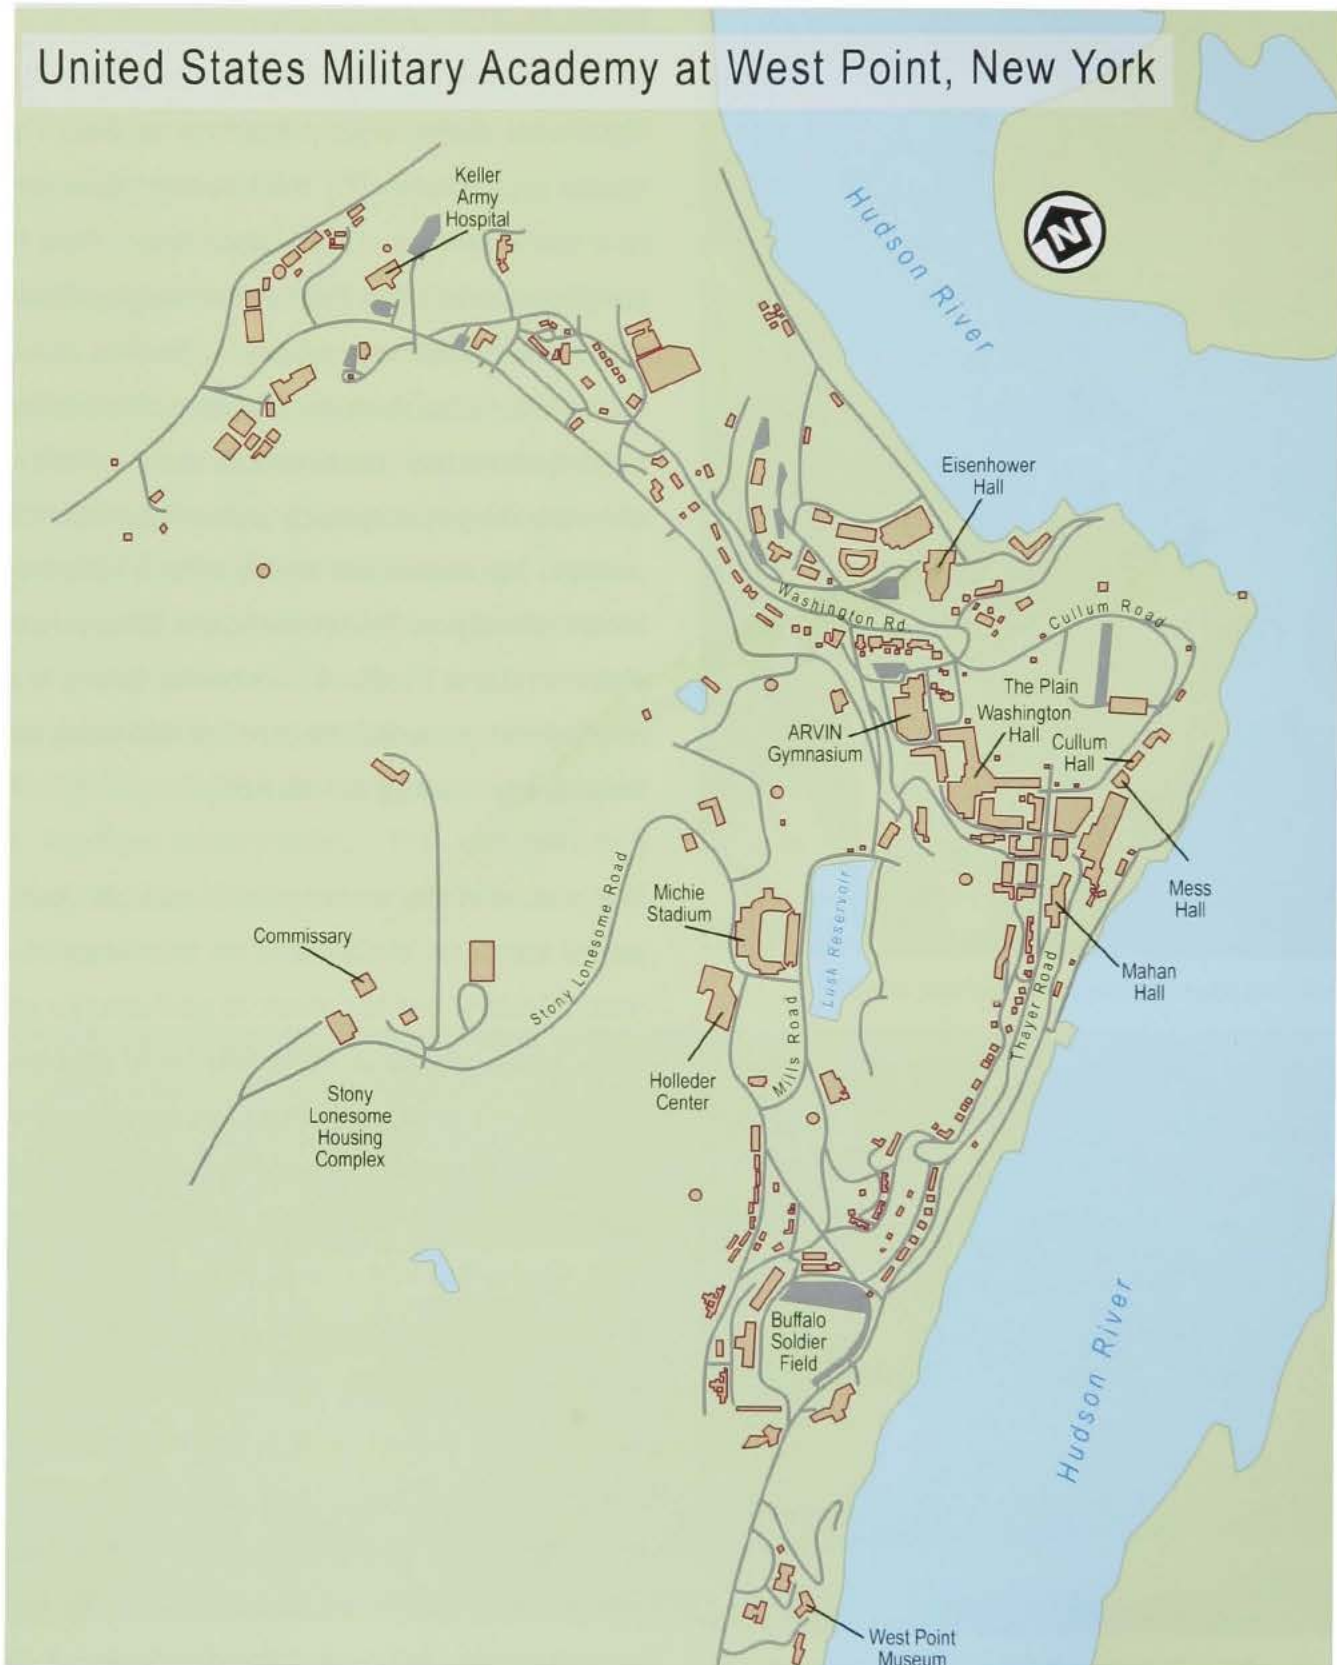 United States Military Academy at West Point, New York
Keller
Army
Hospital
Hudson River
N
Eisenhower
Hall
Washington Rd
Cullum Road
The Plain
Washington
Hall
Cullum
Hall
ARVIN
Gymnasium
Mess
Hall
Michie
Stadium
Lusk Reservoir
Stony Lonesome Road
Commissary
Mahan
Hall
Thayer Road
Mills Road
Holleder
Center
Stony
Lonesome
Housing
Complex
Buffalo
Soldier
Field
Hudson River
West Point
Museum